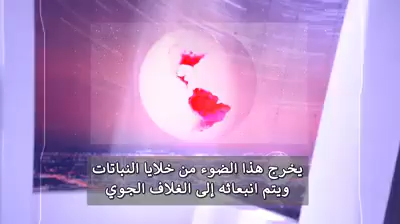 يخرج هذا الضوء من خلايا النباتات
ويتم انبعاثه إلى الغلاف الجوي